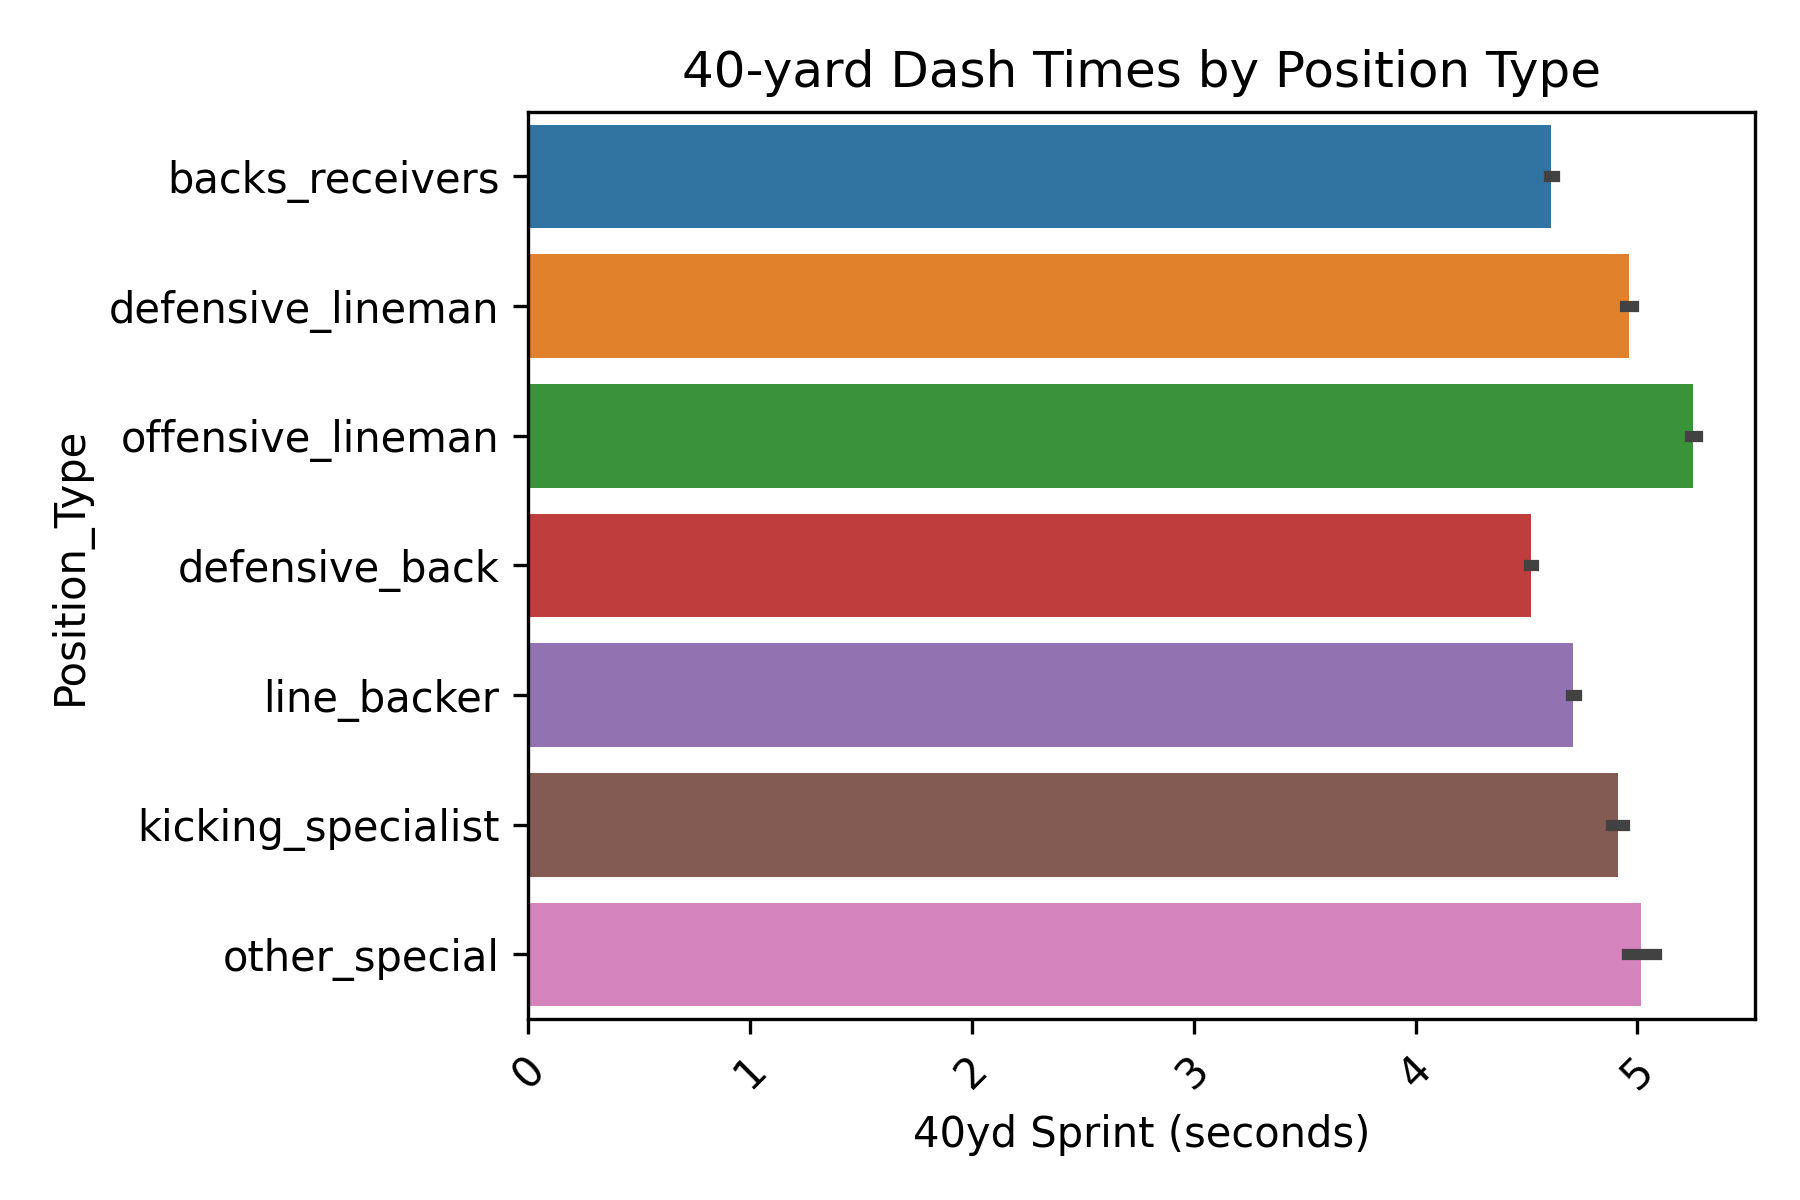 40-yard Dash Times by Position Type
backs_receivers
defensive_lineman
offensive_lineman
defensive_back
line_backer
kicking_specialist
other_special
Position_Type
0 1 2 3 4 5
40yd Sprint (seconds)